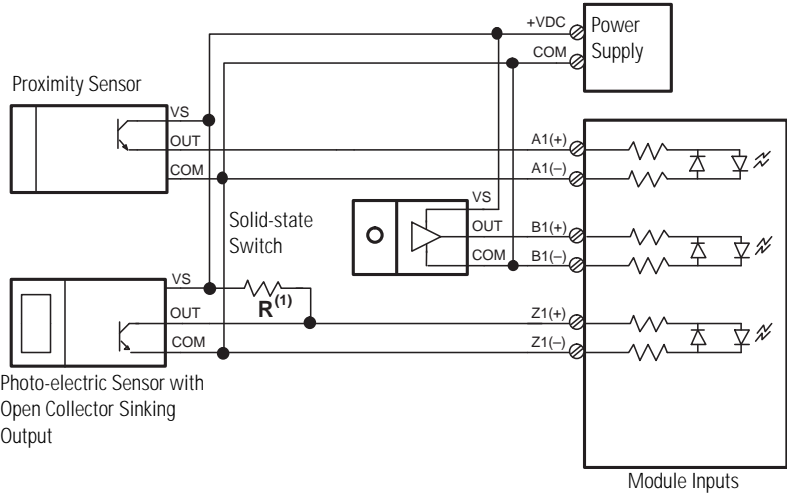 +VDC
COM
Power
Supply
Proximity Sensor
VS
OUT
COM
A1(+)
A1(–)
Solid-state
Switch
VS
OUT
COM
B1(+)
B1(–)
VS
OUT
COM
R(1)
Z1(+)
Z1(–)
Photo-electric Sensor with
Open Collector Sinking
Output
Module Inputs